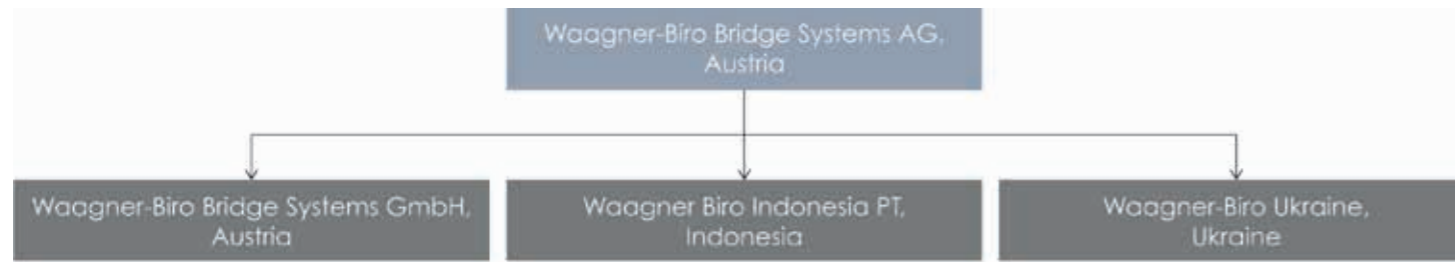 Waagner-Biro Bridge Systems AG,
Austria
Waagner-Biro Bridge Systems GmbH,
Austria
Waagner Biro Indonesia PT,
Indonesia
Waagner-Biro Ukraine,
Ukraine